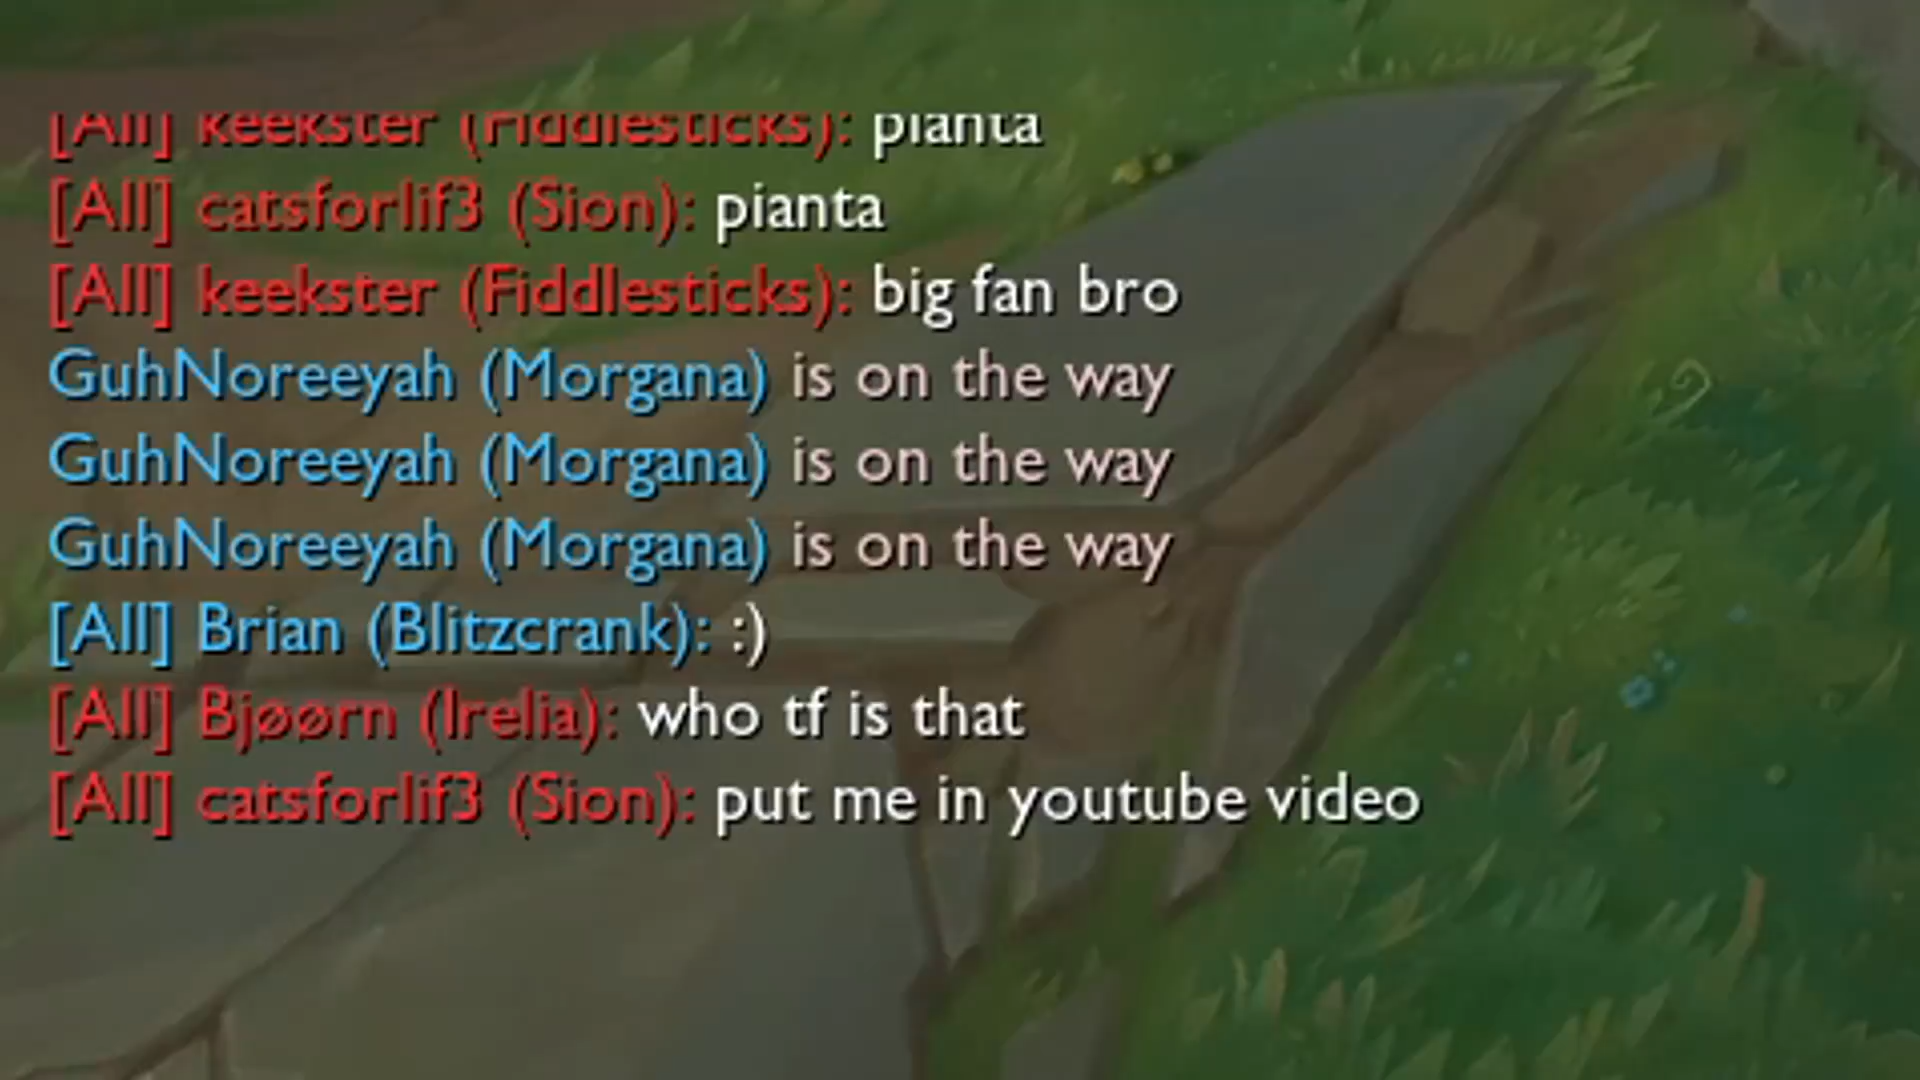 [All] keekster (Fiddlesticks): pianta
[All] catsforlif3 (Sion): pianta
[All] keekster (Fiddlesticks): big fan bro
GuhNoreeyah (Morgana) is on the way
GuhNoreeyah (Morgana) is on the way
GuhNoreeyah (Morgana) is on the way
[All] Brian (Blitzcrank): :)
[All] Bjøørn (Irelia): who tf is that
[All] catsforlif3 (Sion): put me in youtube video